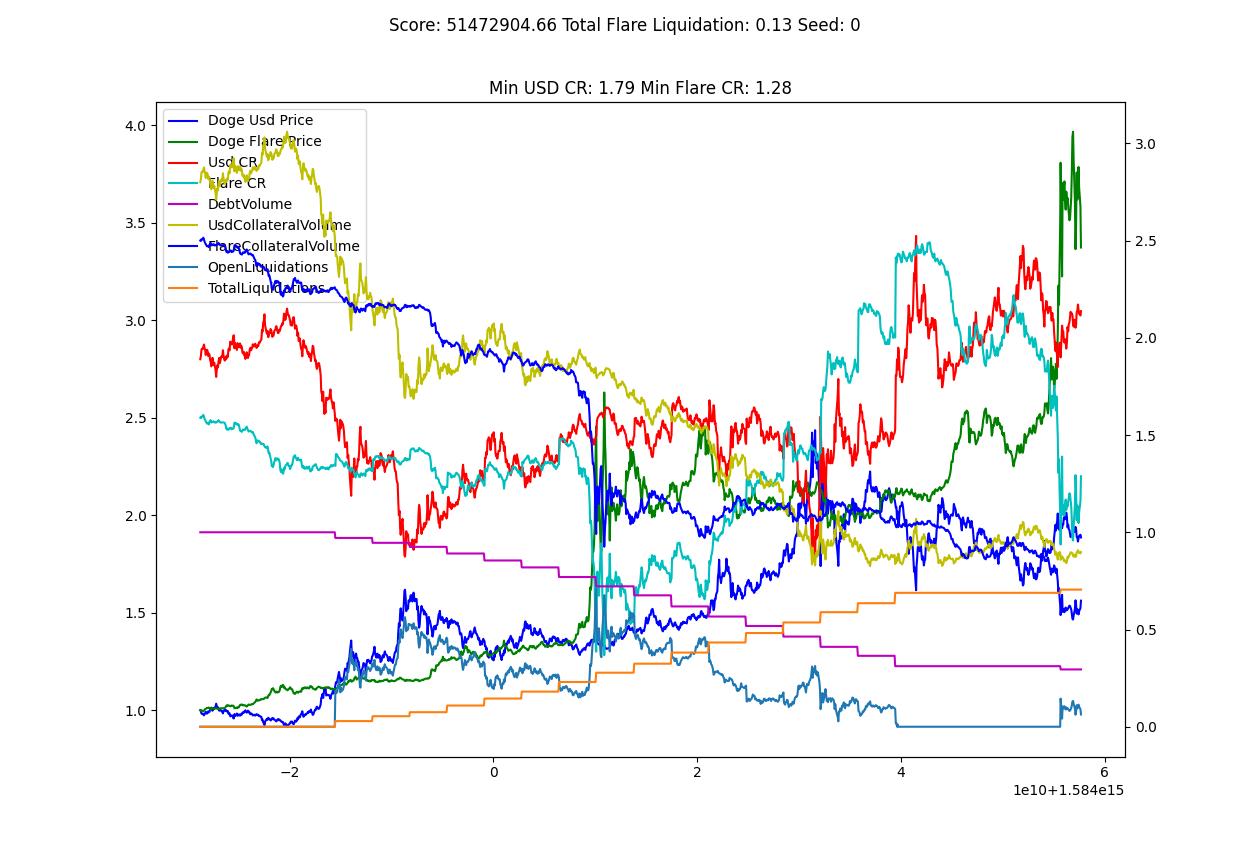 Score: 51472904.66 Total Flare Liquidation: 0.13 Seed: 0
Min USD CR: 1.79 Min Flare CR: 1.28
Doge Usd Price
Doge Flare Price
Usd CR
Flare CR
DebtVolume
UsdCollateralVolume
FlareCollateralVolume
OpenLiquidations
TotalLiquidations
4.0
3.5
3.0
2.5
2.0
1.5
1.0
3.0
2.5
2.0
1.5
1.0
0.5
0.0
−2
0
2
4
6
1e10+1.584e15